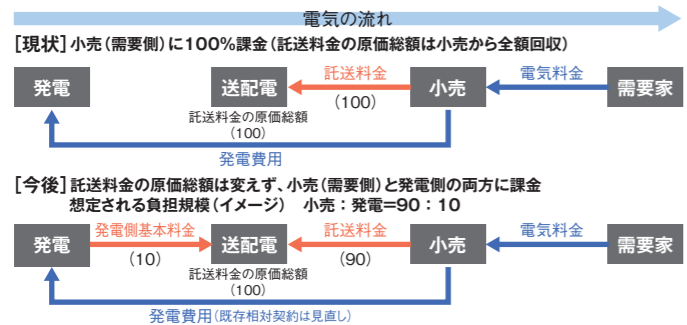 電気の流れ
[現状]小売（需要側）に100%課金（託送料金の原価総額は小売から全額回収）
発電
送配電
託送料金
(100)
小売
電気料金
需要家
託送料金の原価総額
(100)
発電費用
[今後]託送料金の原価総額は変えず、小売（需要側）と発電側の両方に課金
想定される負担規模（イメージ） 小売：発電=90：10
発電
発電側基本料金
(10)
送配電
託送料金
(90)
小売
電気料金
需要家
託送料金の原価総額
(100)
発電費用（既存相対契約は見直し）